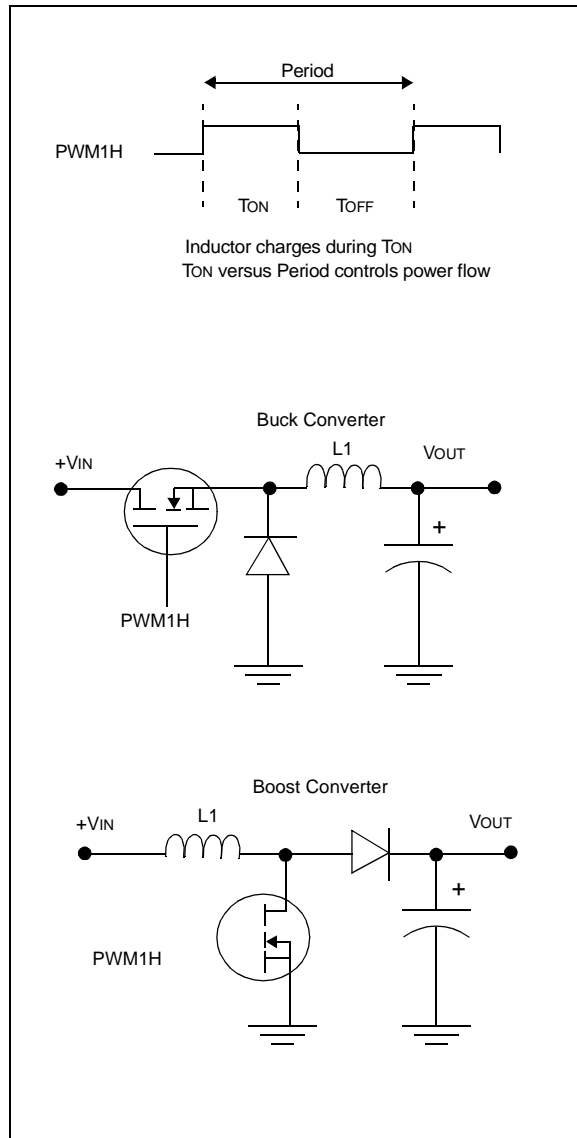 Period
PWM1H
TON
TOFF
Inductor charges during TON
TON versus Period controls power flow
Buck Converter
L1
+VIN
VOUT
+
PWM1H
Boost Converter
L1
+VIN
VOUT
+
PWM1H